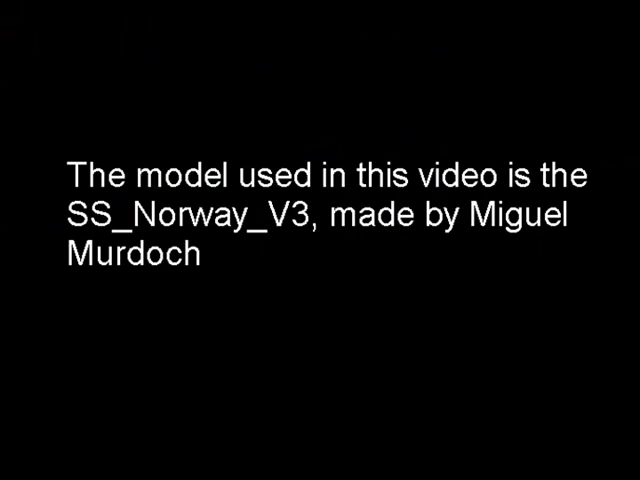 The model used in this video is the
SS_Norway_V3, made by Miguel
Murdoch